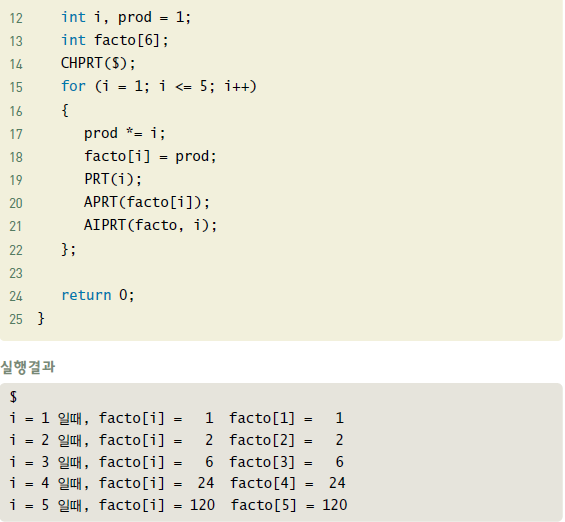 12 int i, prod = 1;
13 int facto[6];
14 CHPRT($);
15 for (i = 1; i <= 5; i++)
16 {
17 prod *= i;
18 facto[i] = prod;
19 PRT(i);
20 APRT(facto[i]);
21 AIPRT(facto, i);
22 };
23
24 return 0;
25 }
실행결과
$
i = 1 일때, facto[i] = 1 facto[1] = 1
i = 2 일때, facto[i] = 2 facto[2] = 2
i = 3 일때, facto[i] = 6 facto[3] = 6
i = 4 일때, facto[i] = 24 facto[4] = 24
i = 5 일때, facto[i] = 120 facto[5] = 120